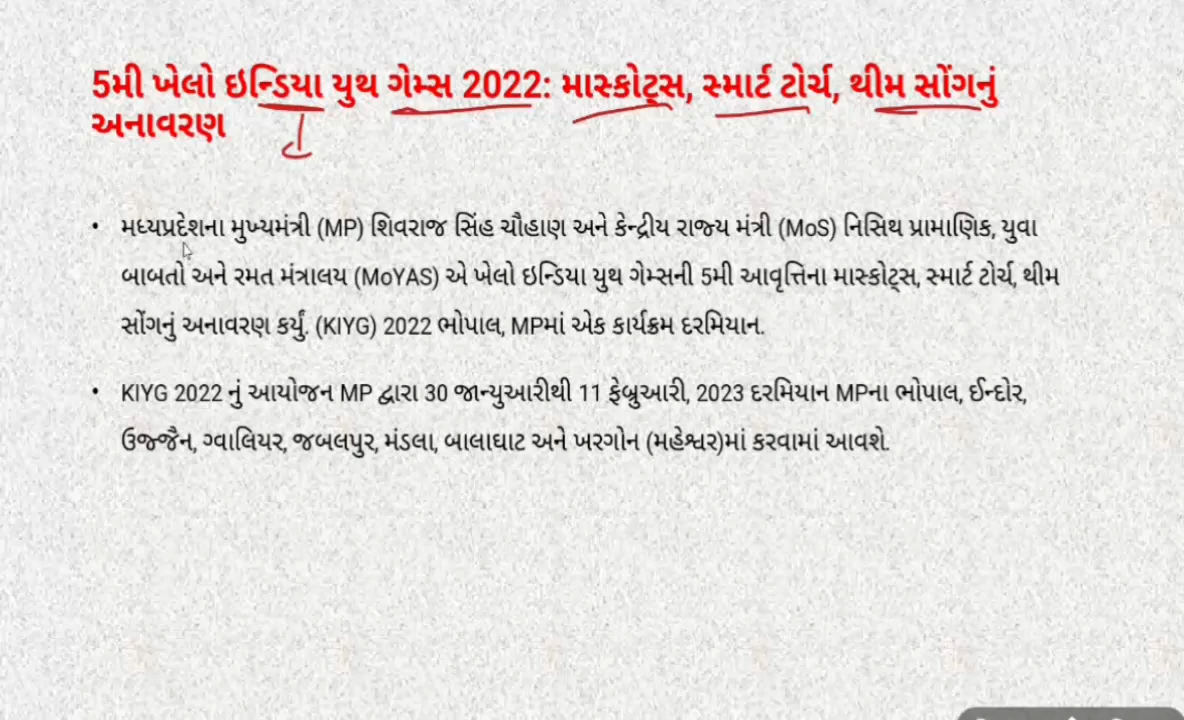 5મી ખેલો ઇન્ડિયા યુથ ગેમ્સ 2022: માસ્કોટ્સ, સ્માર્ટ ટોર્ચ, થીમ સોંગનું
અનાવરણ
• મધ્યપ્રદેશના મુખ્યમંત્રી (MP) શિવરાજ સિંહ ચૌહાણ અને કેન્દ્રીય રાજ્ય મંત્રી (MoS) નિસિથ પ્રામાણિક, યુવા
બાબતો અને રમત મંત્રાલય (MoYAS) એ ખેલો ઇન્ડિયા યુથ ગેમ્સની 5મી આવૃત્તિના માસ્કોટ્સ, સ્માર્ટ ટોર્ચ, થીમ
સોંગનું અનાવરણ કર્યું. (KIYG) 2022 ભોપાલ, MPમાં એક કાર્યક્રમ દરમિયાન.
• KIYG 2022 નું આયોજન MP દ્વારા 30 જાન્યુઆરીથી 11 ફેબ્રુઆરી, 2023 દરમિયાન MPના ભોપાલ, ઈન્દોર,
ઉજ્જૈન, ગ્વાલિયર, જબલપુર, મંડલા, બાલાઘાટ અને ખરગોન (મહેશ્વર)માં કરવામાં આવશે.